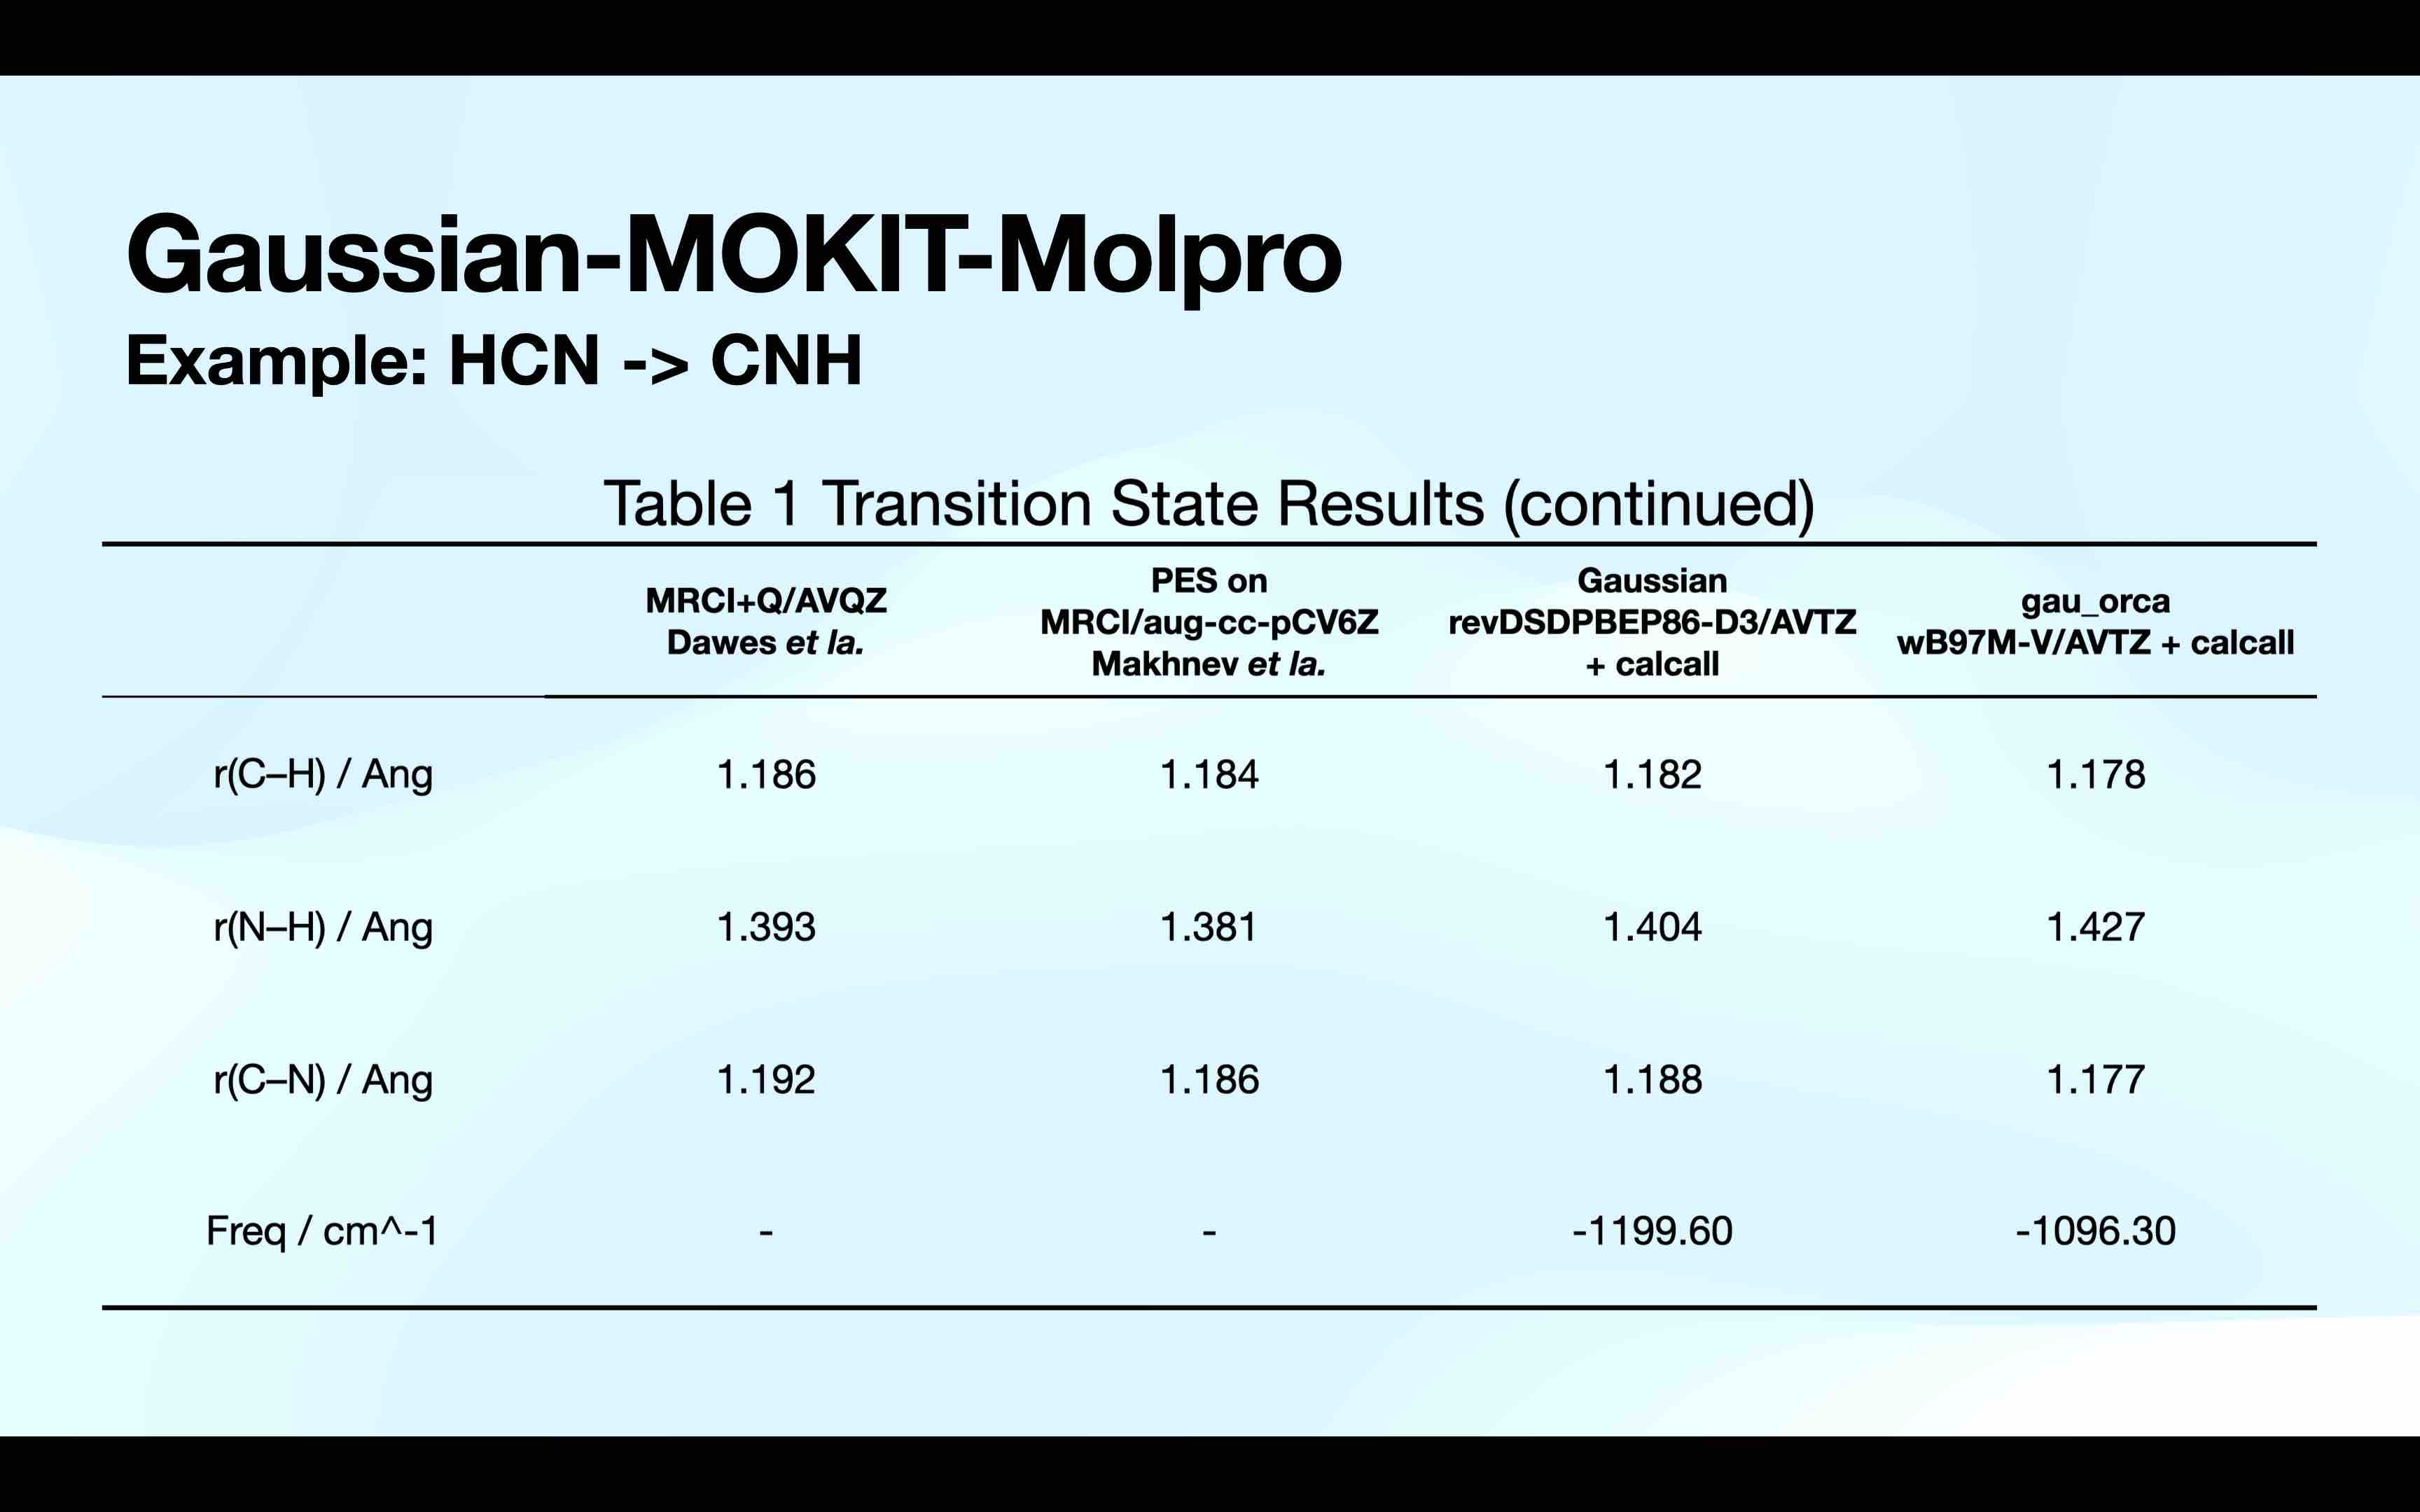 Gaussian-MOKIT-Molpro
Example: HCN -> CNH
Table 1 Transition State Results (continued)
MRCI+Q/AVQZ
Dawes et la.
PES on
MRCI/aug-cc-pCV6Z
Makhnev et la.
Gaussian
revDSDPBEP86-D3/AVTZ
+ calcall
gau_orca
wB97M-V/AVTZ + calcall
r(C–H) / Ang 1.186 1.184 1.182 1.178
r(N–H) / Ang 1.393 1.381 1.404 1.427
r(C–N) / Ang 1.192 1.186 1.188 1.177
Freq / cm^-1 - - -1199.60 -1096.30